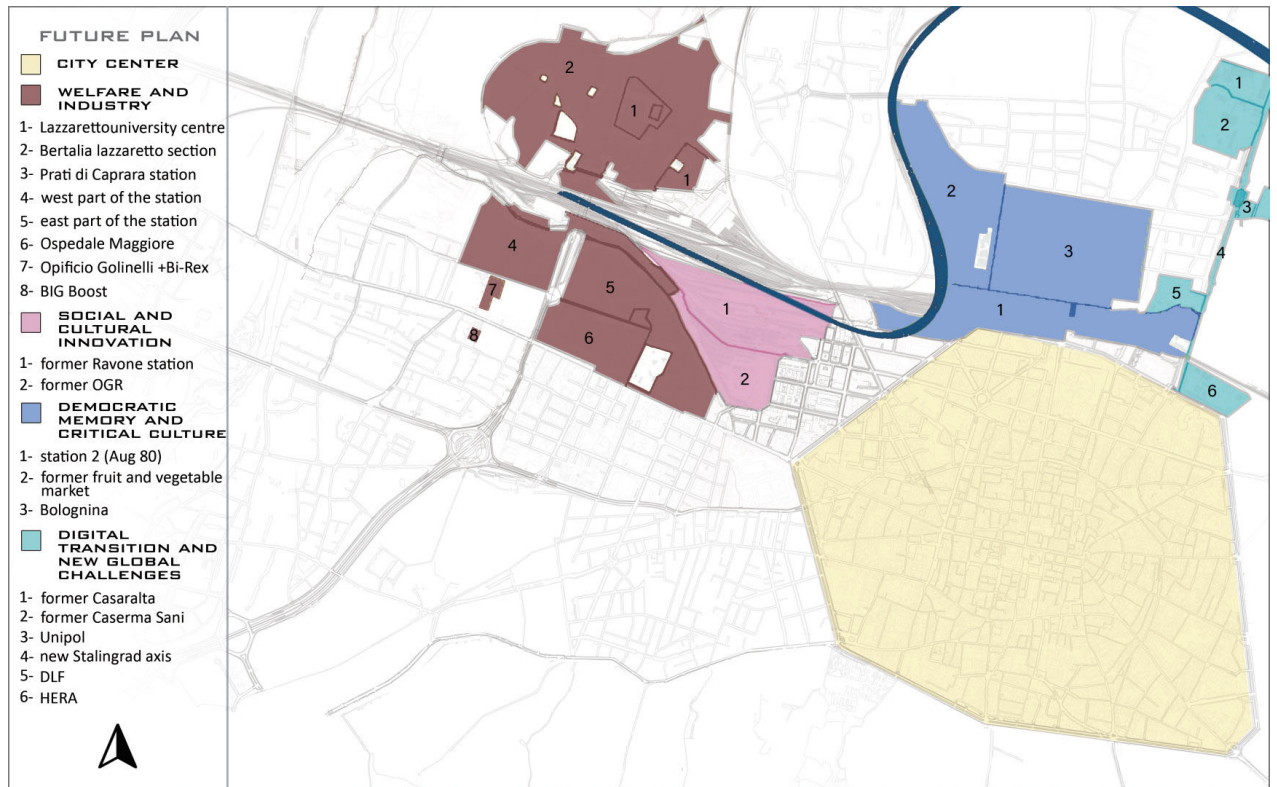 FUTURE PLAN
CITY CENTER
WELFARE AND
INDUSTRY
1- Lazzarettouniversity centre
2- Bertalia lazzaretto section
3- Prati di Caprara station
4- west part of the station
5- east part of the station
6- Ospedale Maggiore
7- Opificio Golinelli +Bi-Rex
8- BIG Boost
SOCIAL AND
CULTURAL
INNOVATION
1- former Ravone station
2- former OGR
DEMOCRATIC
MEMORY AND
CRITICAL CULTURE
1- station 2 (Aug 80)
2- former fruit and vegetable
market
3- Bolognina
DIGITAL
TRANSITION AND
NEW GLOBAL
CHALLENGES
1- former Casaralta
2- former Caserma Sani
3- Unipol
4- new Stalingrad axis
5- DLF
6- HERA
2
1
1
4
5
7
8
6
1
2
2
3
1
1
2
3
4
5
6